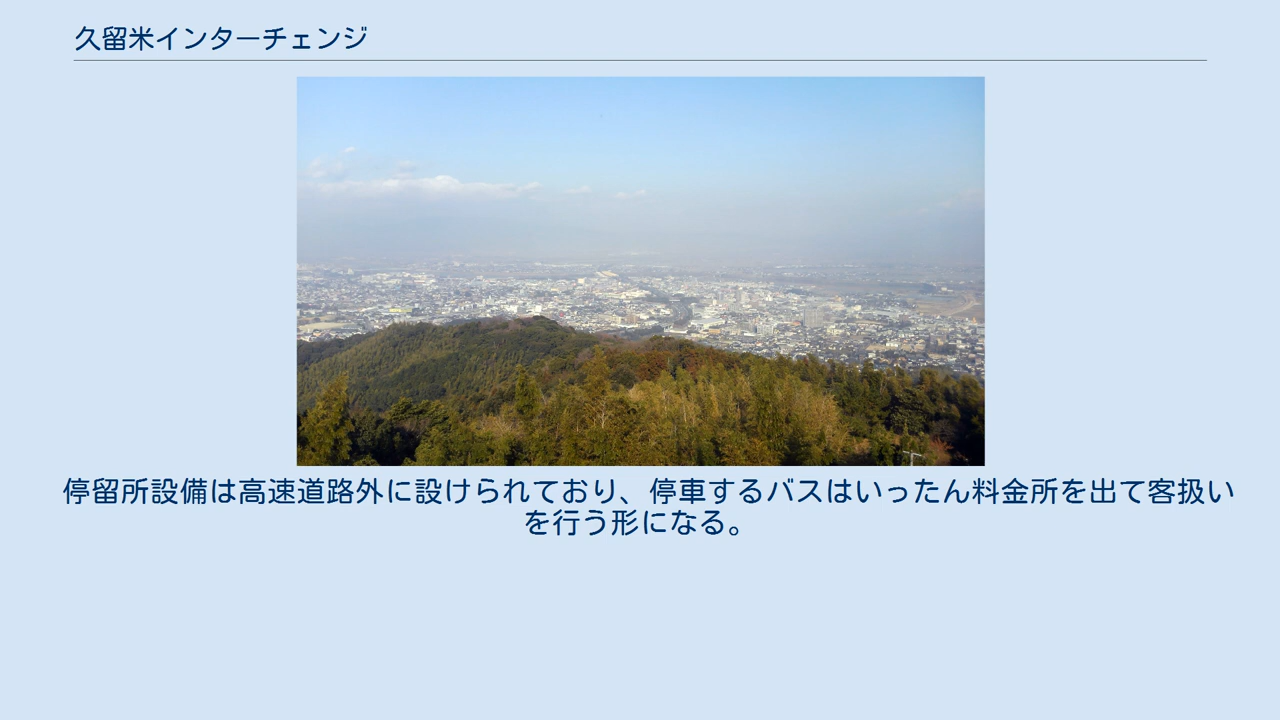 久留米インターチェンジ
停留所設備は高速道路外に設けられており、停車するバスはいったん料金所を出て客扱い
を行う形になる。